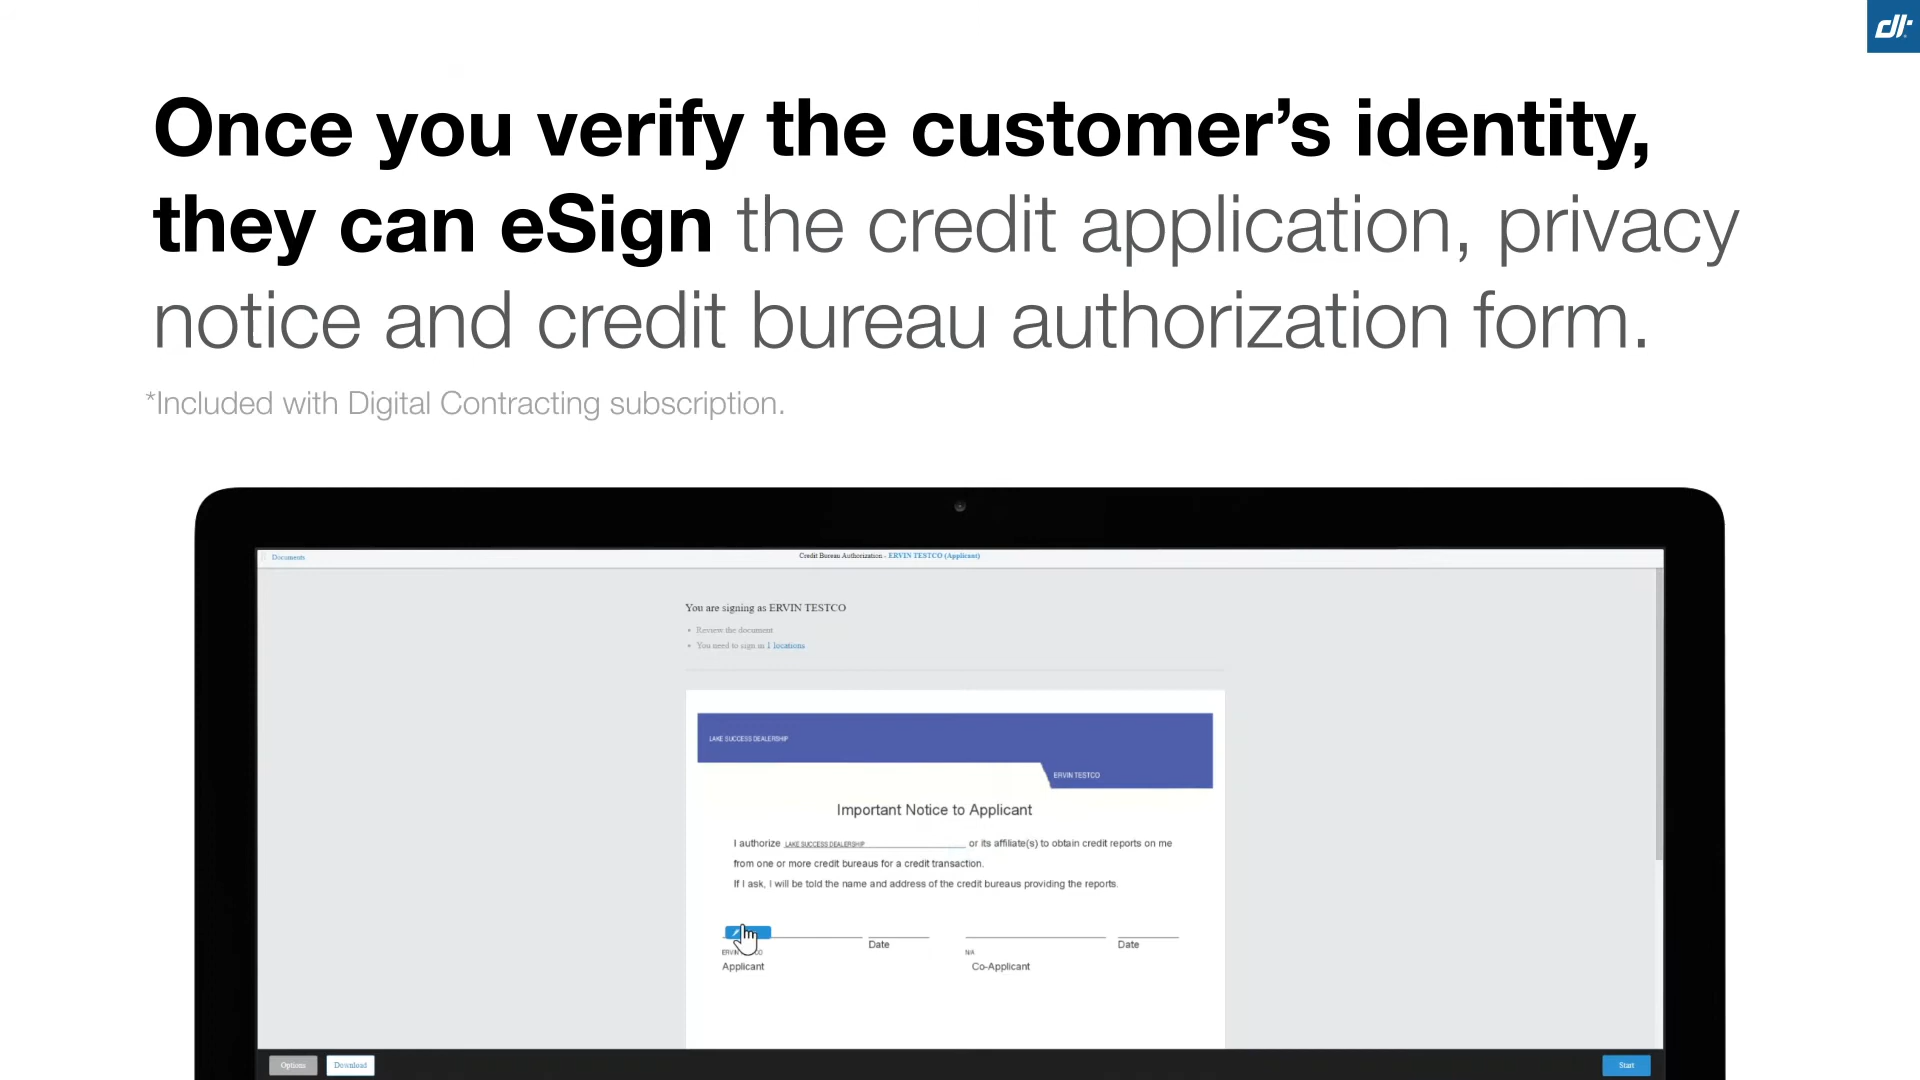 dt
Once you verify the customer’s identity,
they can eSign the credit application, privacy
notice and credit bureau authorization form.
*Included with Digital Contracting subscription.
Documents
Credit Bureau Authorization - ERVIN TESTCO (Applicant)
You are signing as ERVIN TESTCO
• Review the document
• You need to sign in 1 locations
LAKE SUCCESS DEALERSHIP
ERVIN TESTCO
Important Notice to Applicant
I authorize LAKE SUCCESS DEALERSHIP or its affiliate(s) to obtain credit reports on me
from one or more credit bureaus for a credit transaction.
If I ask, I will be told the name and address of the credit bureaus providing the reports.
Date
Date
N/A
Applicant
Co-Applicant
Options
Download
Start